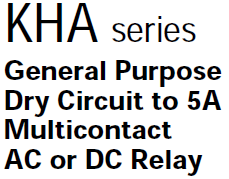 KHA series
General Purpose
Dry Circuit to 5A
Multicontact
AC or DC Relay